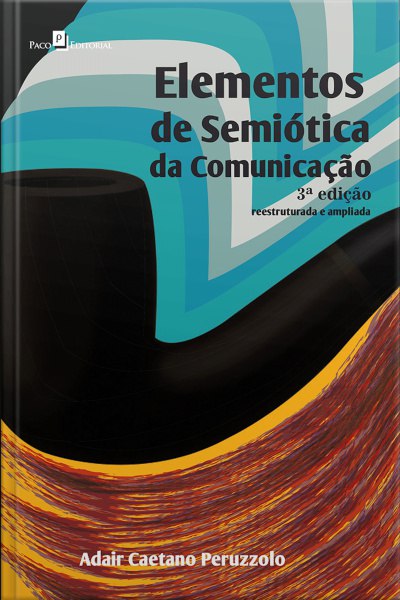 PACO EDITORIAL
Elementos
de Semiótica
da Comunicação
3ª edição
reestruturada e ampliada
Adair Caetano Peruzzolo